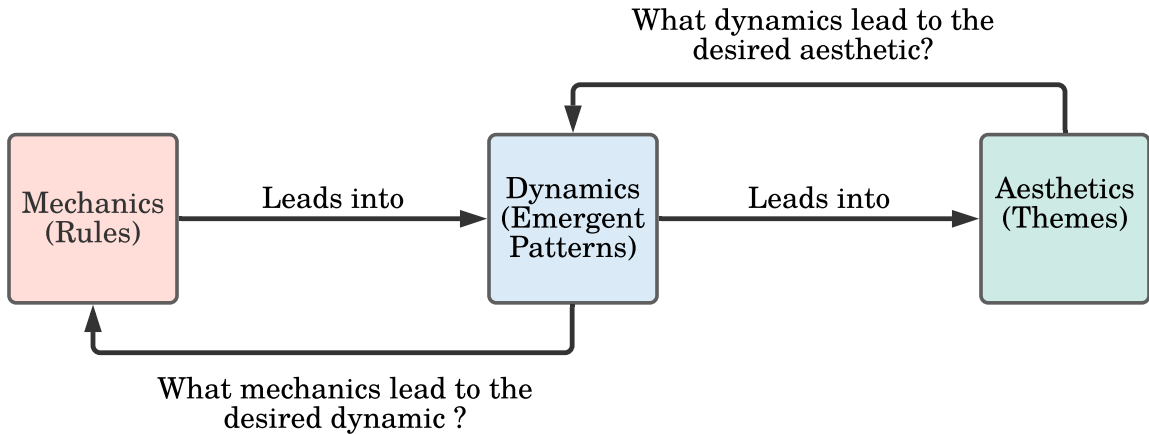 What dynamics lead to the
desired aesthetic?
Mechanics
(Rules)
Leads into
Dynamics
(Emergent
Patterns)
Leads into
Aesthetics
(Themes)
What mechanics lead to the
desired dynamic ?